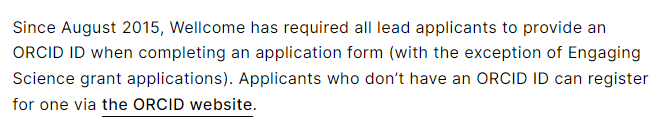 Since August 2015, Wellcome has required all lead applicants to provide an
ORCID ID when completing an application form (with the exception of Engaging
Science grant applications). Applicants who don’t have an ORCID ID can register
for one via the ORCID website.